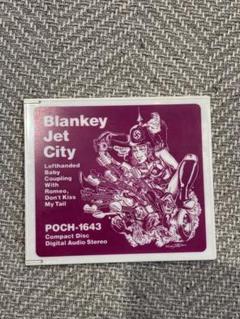 Blankey
Jet
City
Lefthanded
Baby
Coupling
With
Romeo,
Don't Kiss
My Tail
POCH-1643
Compact Disc
Digital Audio Stereo